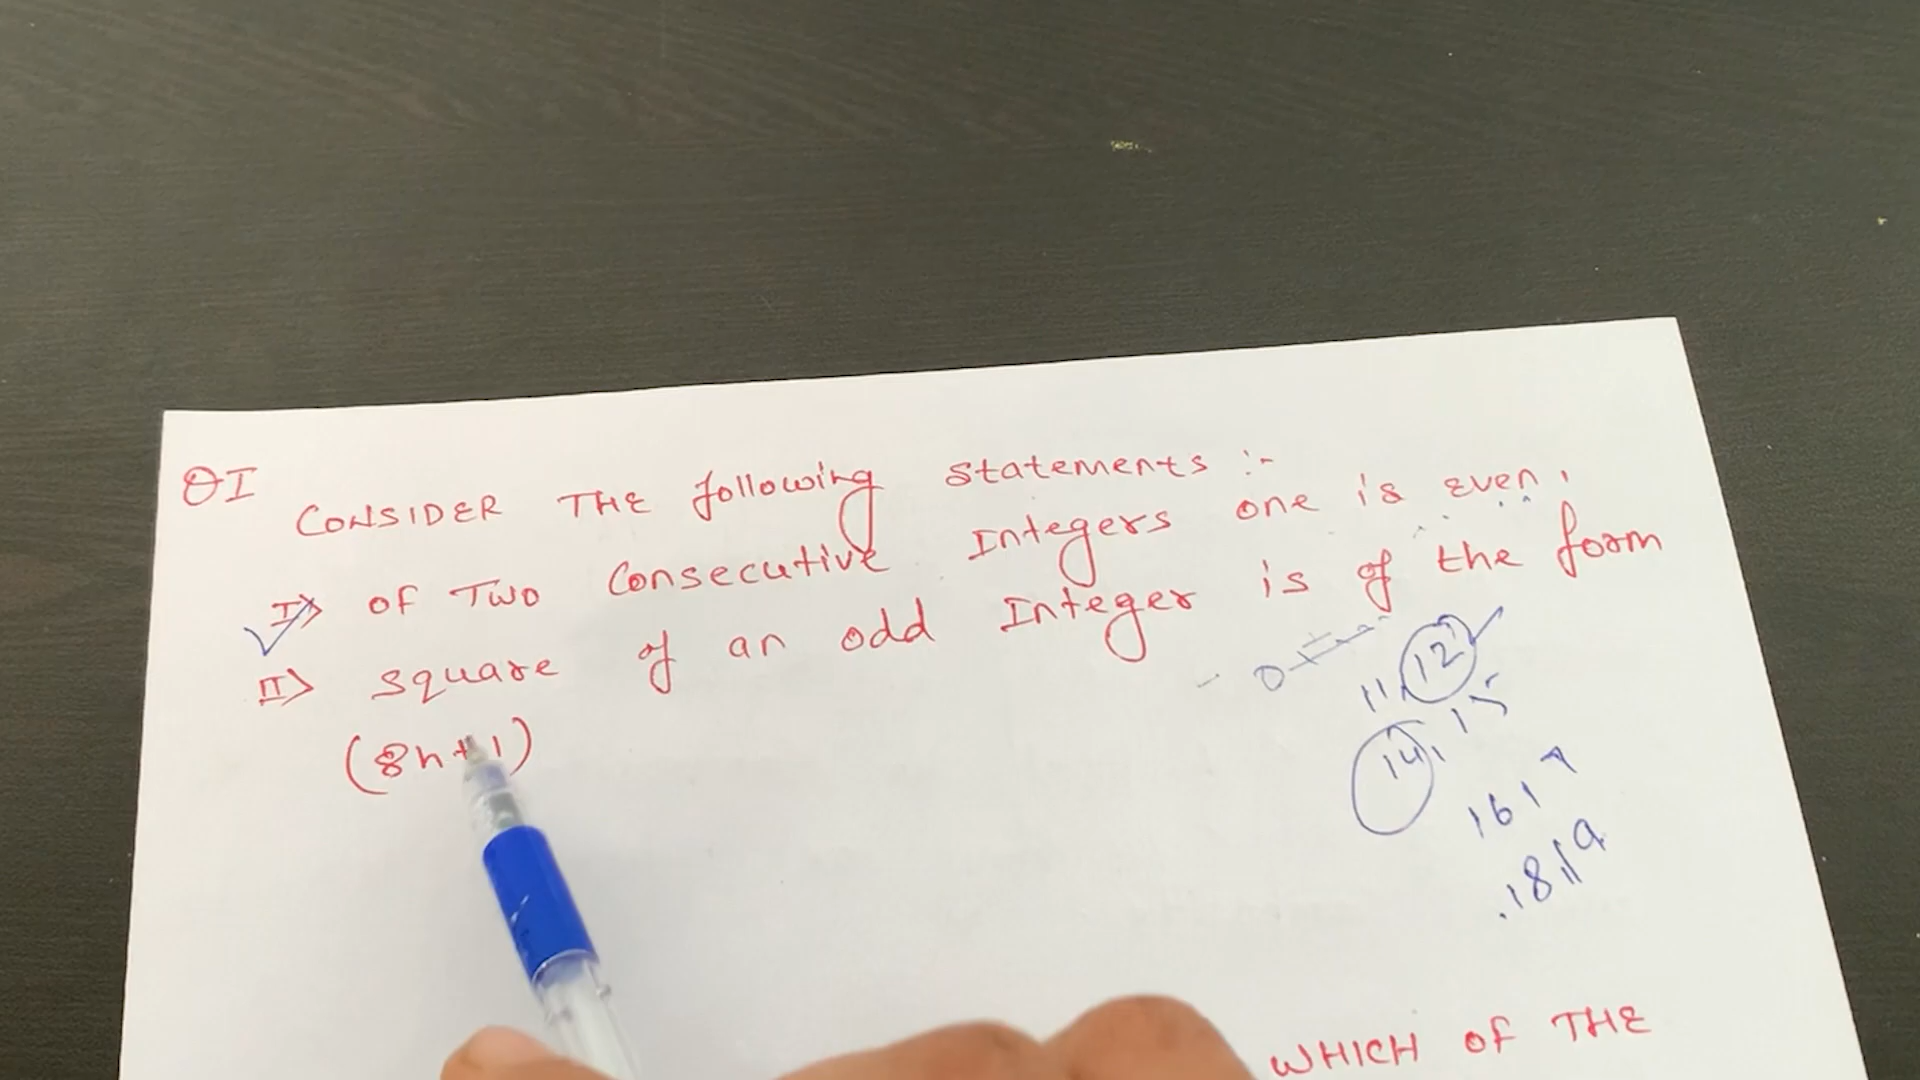 QI
CONSIDER THE following statements :-
I> OF TWO Consecutive Integers one is even.
II> square of an odd Integer is of the form
(8n+1)
11, 12
14, 15
16 17
18 19
WHICH OF THE